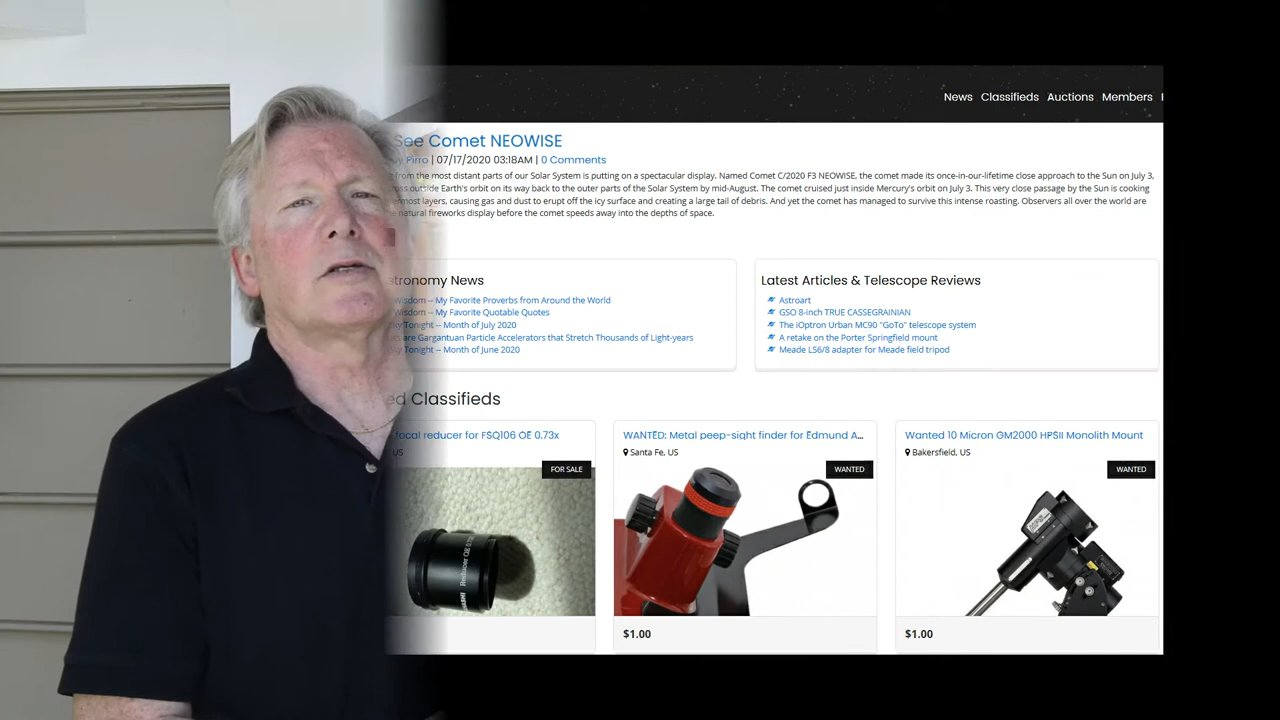 News Classifieds Auctions Members
See Comet NEOWISE
Pirro | 07/17/2020 03:18AM | 0 Comments
from the most distant parts of our Solar System is putting on a spectacular display. Named Comet C/2020 F3 NEOWISE, the comet made its once-in-our-lifetime close approach to the Sun on July 3,
outside Earth's orbit on its way back to the outer parts of the Solar System by mid-August. The comet cruised just inside Mercury's orbit on July 3. This very close passage by the Sun is cooking
layers, causing gas and dust to erupt off the icy surface and creating a large tail of debris. And yet the comet has managed to survive this intense roasting. Observers all over the world are
natural fireworks display before the comet speeds away into the depths of space.
tronomy News
Wisdom -- My Favorite Proverbs from Around the World
Wisdom -- My Favorite Quotable Quotes
Tonight -- Month of July 2020
are Gargantuan Particle Accelerators that Stretch Thousands of Light-years
Tonight -- Month of June 2020
Latest Articles & Telescope Reviews
Astroart
GSO 8-inch TRUE CASSEGRAINIAN
The iOptron Urban MC90 "GoTo" telescope system
A retake on the Porter Springfield mount
Meade LS6/8 adapter for Meade field tripod
ed Classifieds
focal reducer for FSQ106 QE 0.73x
US
FOR SALE
WANTED: Metal peep-sight finder for Edmund A...
Santa Fe, US
WANTED
$1.00
Wanted 10 Micron GM2000 HPSII Monolith Mount
Bakersfield, US
WANTED
$1.00